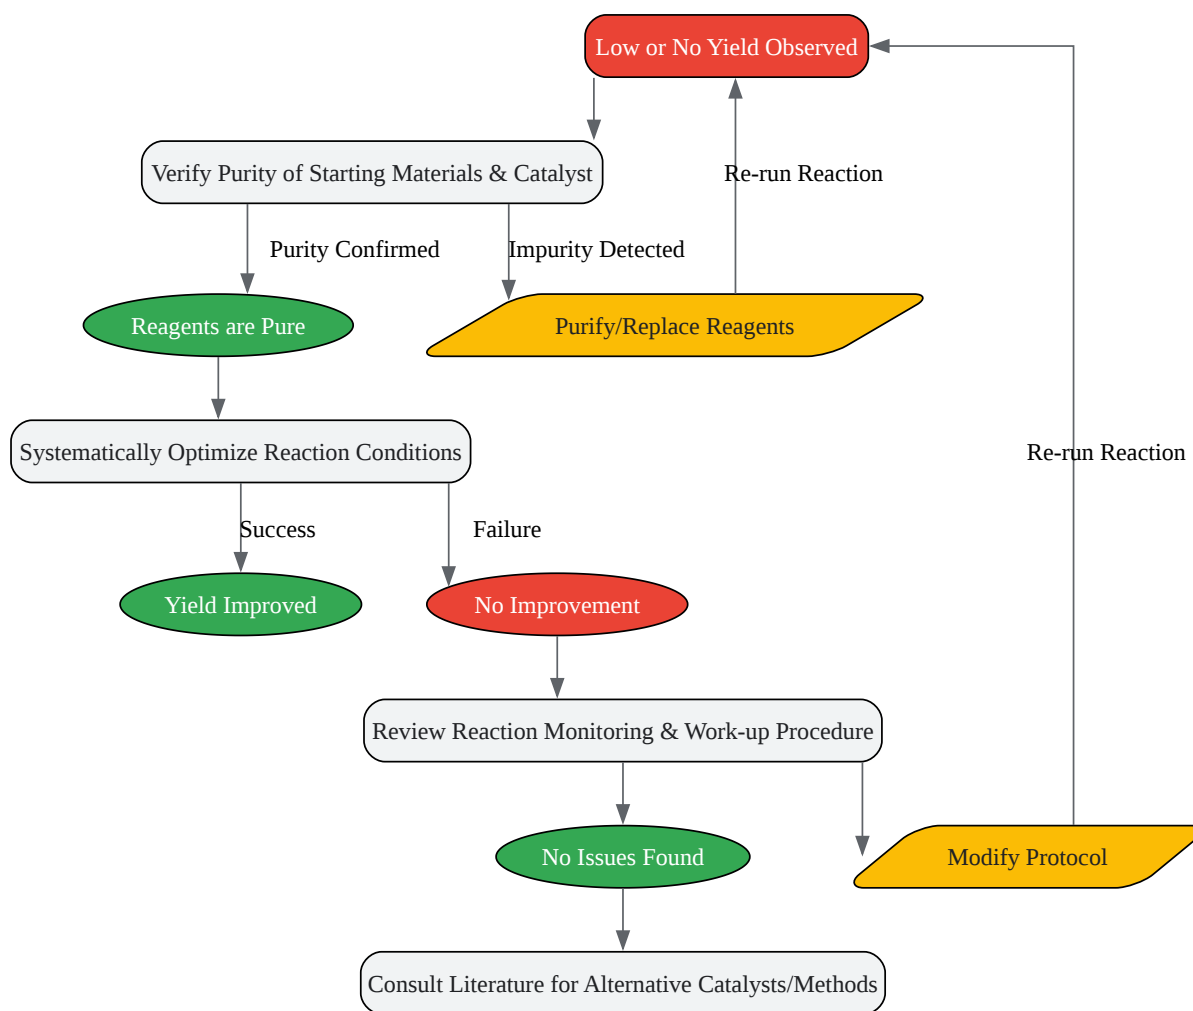 Low or No Yield Observed
Verify Purity of Starting Materials & Catalyst
Re-run Reaction
Purity Confirmed
Impurity Detected
Reagents are Pure
Purify/Replace Reagents
Systematically Optimize Reaction Conditions
Re-run Reaction
Success
Failure
Yield Improved
No Improvement
Review Reaction Monitoring & Work-up Procedure
No Issues Found
Modify Protocol
Consult Literature for Alternative Catalysts/Methods